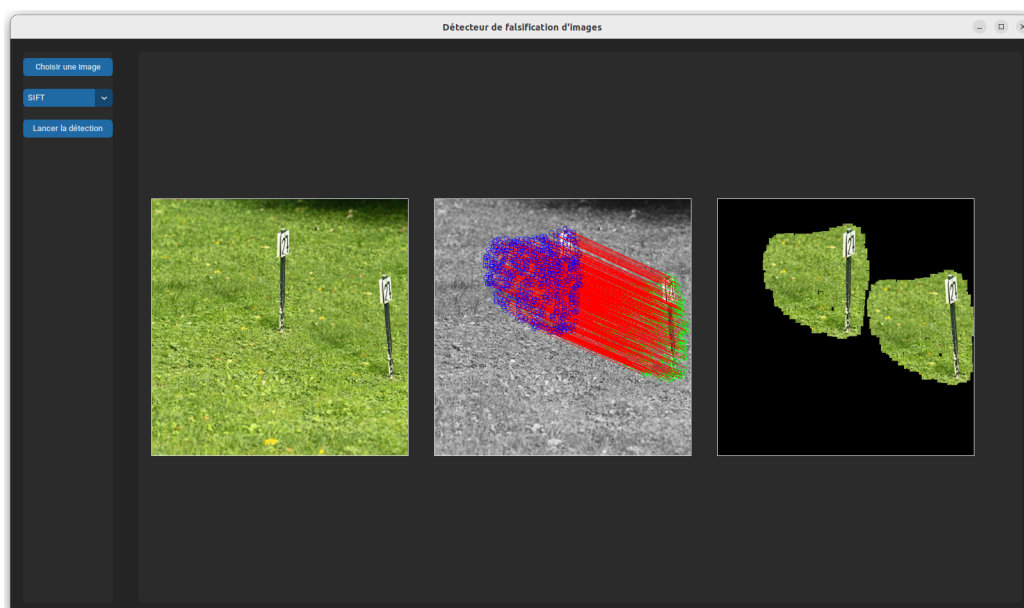 Détecteur de falsification d'images
Choisir une image
SIFT
Lancer la détection